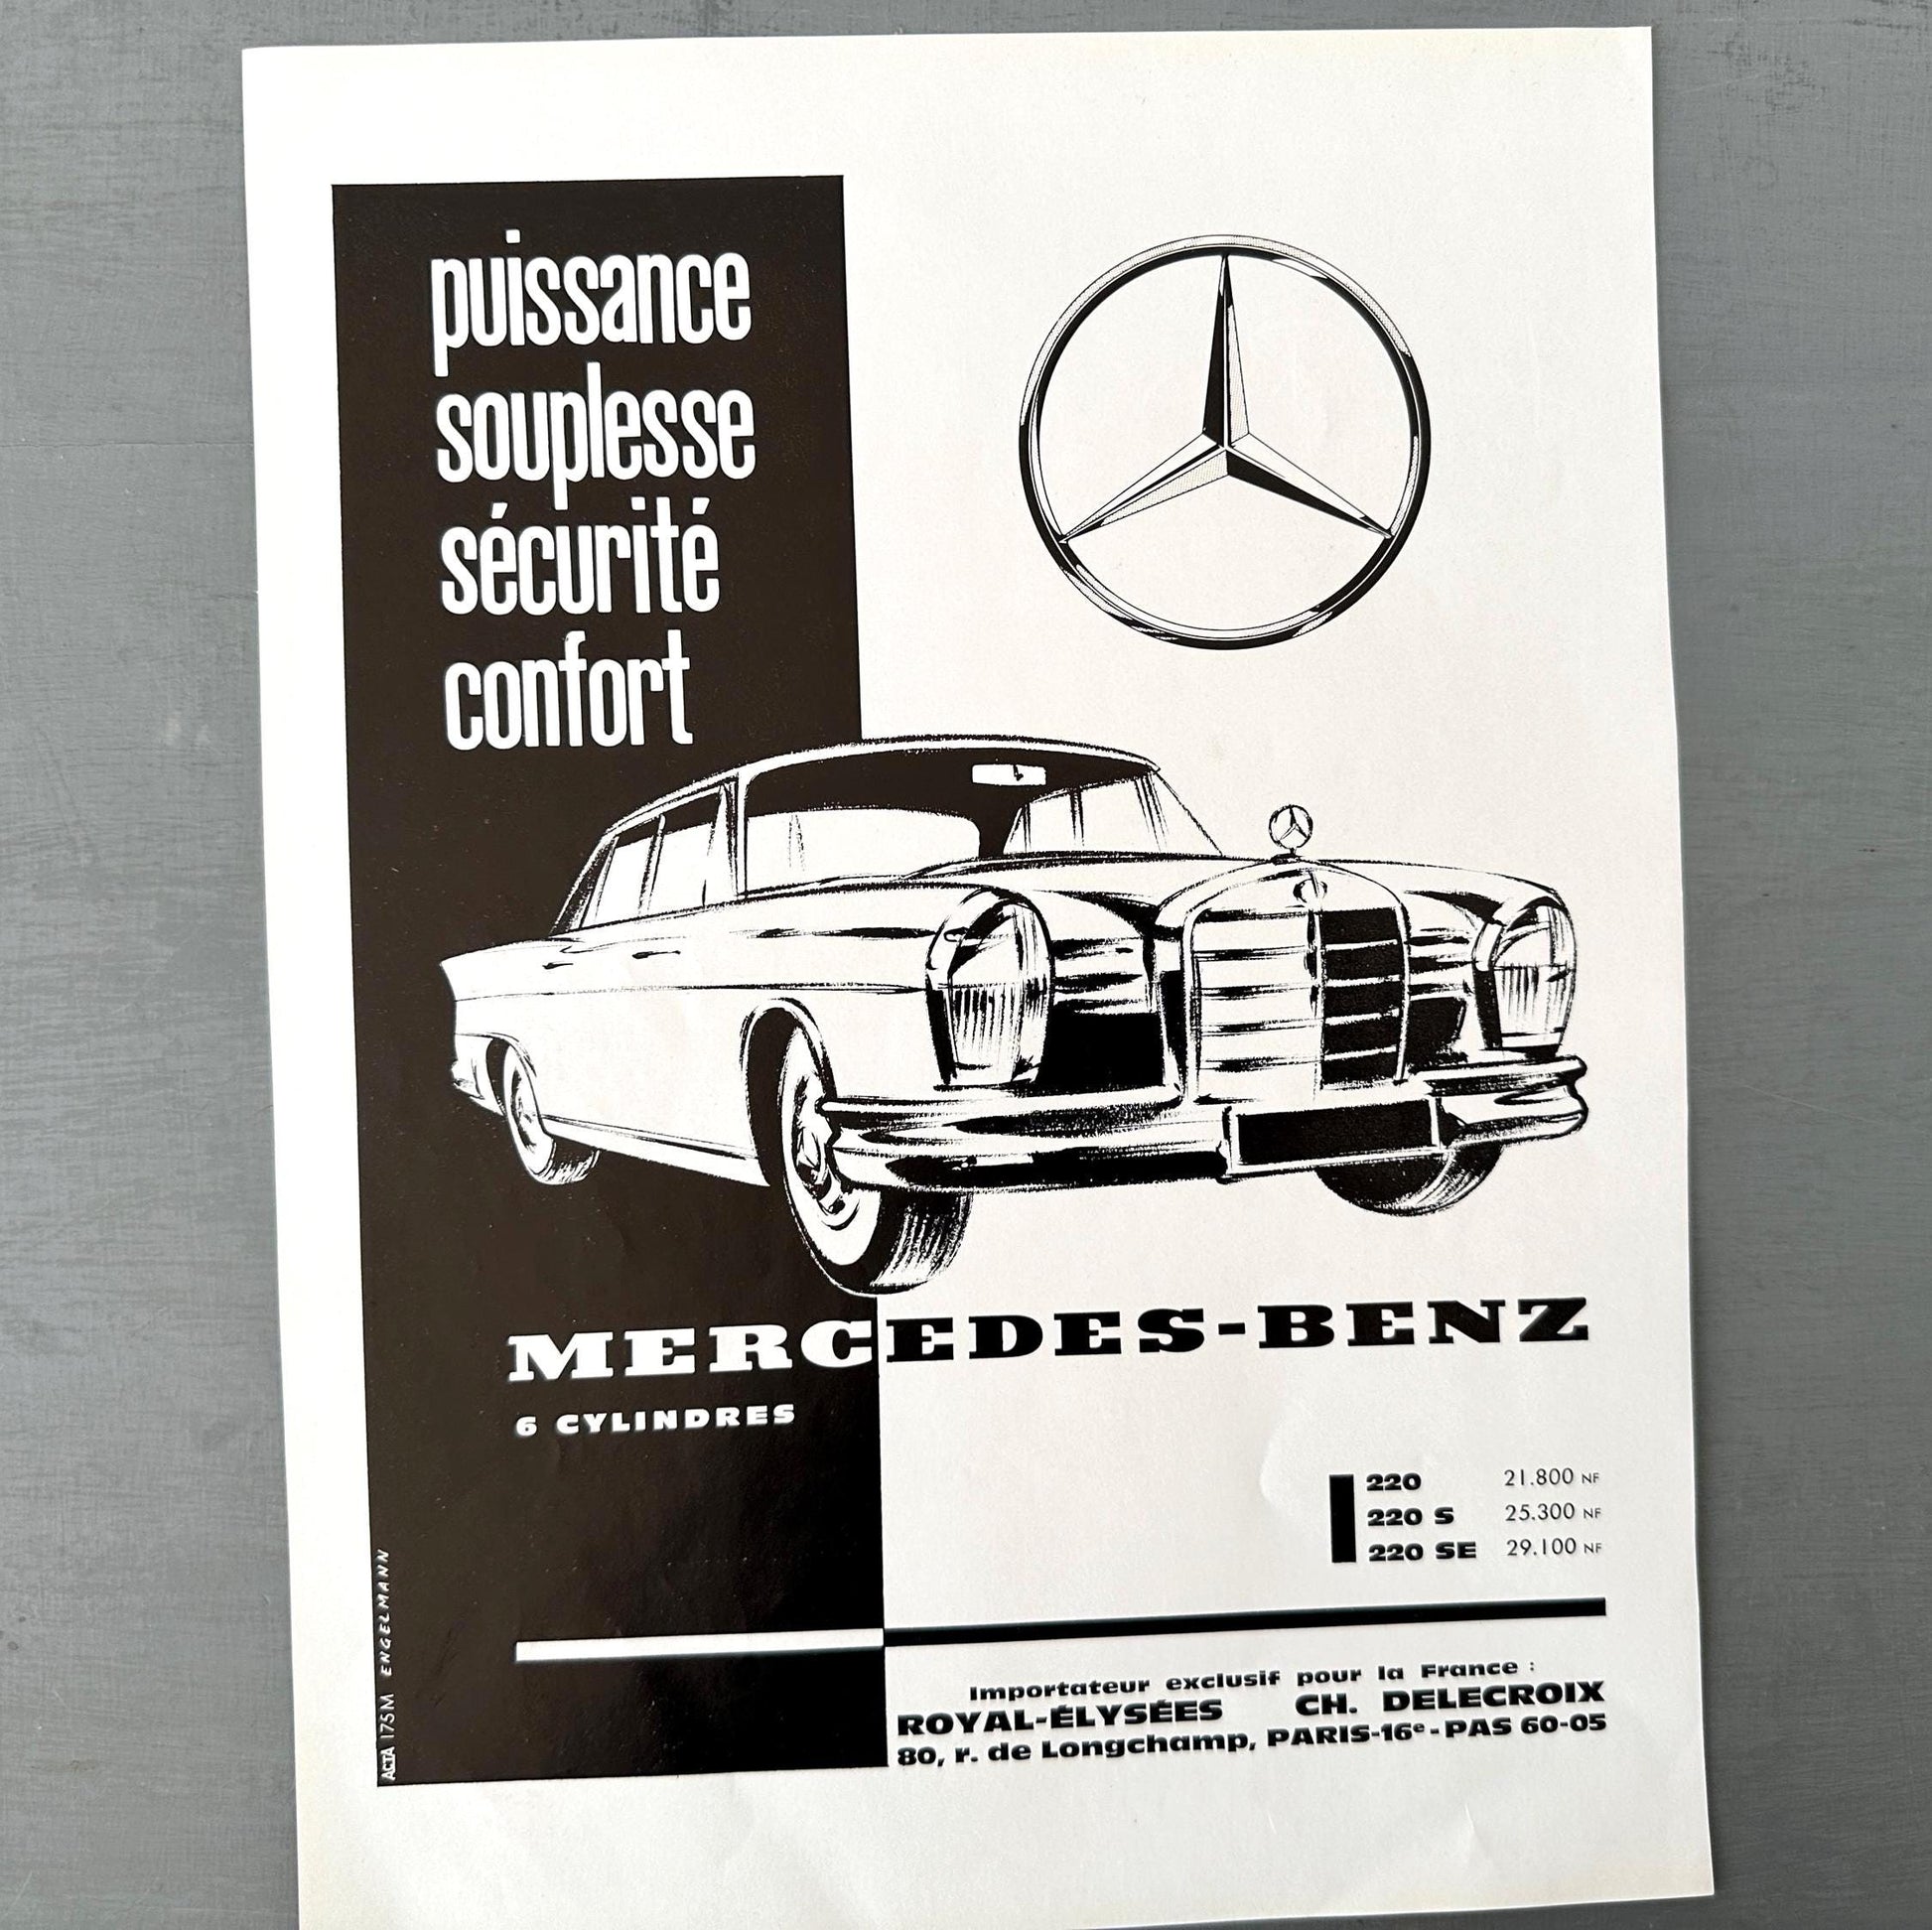 puissance
souplesse
sécurité
confort
MERCEDES-BENZ
6 CYLINDRES
220 21.800 NF
220 S 25.300 NF
220 SE 29.100 NF
Importateur exclusif pour la France :
ROYAL-ÉLYSÉES CH. DELECROIX
80, r. de Longchamp, PARIS-16e-PAS 60-05
ACTA 175M ENGELMANN